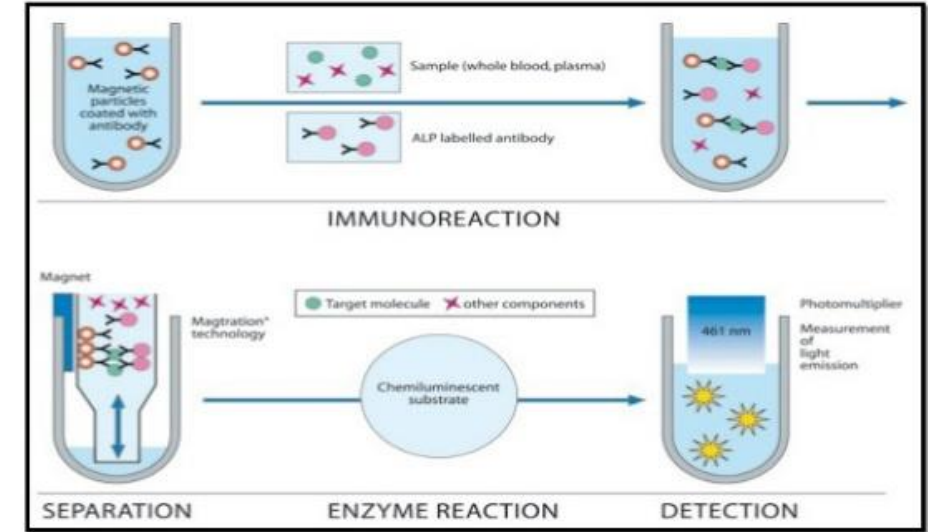 Magnetic
particles
coated with
antibody
Sample (whole blood, plasma)
ALP labelled antibody
IMMUNOREACTION
Magnet
Magtration®
technology
Target molecule
other components
Chemiluminescent
substrate
461 nm
Photomultiplier
Measurement
of
light
emission
SEPARATION
ENZYME REACTION
DETECTION